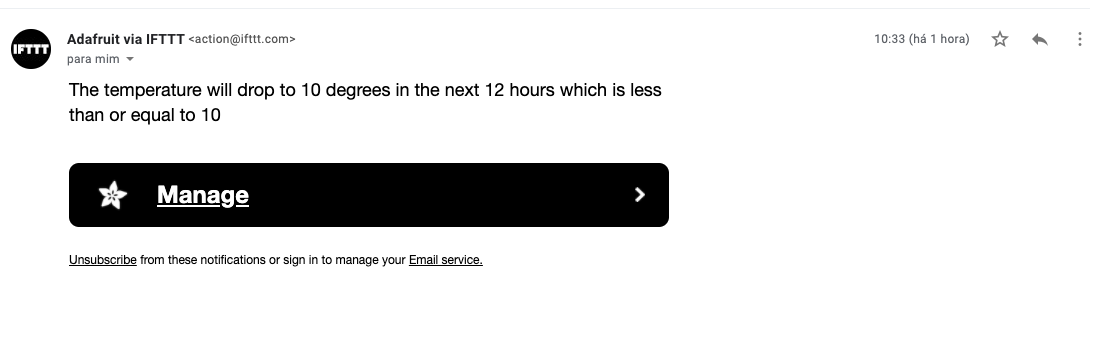 IFTTT
Adafruit via IFTTT <action@ifttt.com>
10:33 (há 1 hora)
para mim
The temperature will drop to 10 degrees in the next 12 hours which is less
than or equal to 10
Manage
Unsubscribe from these notifications or sign in to manage your Email service.